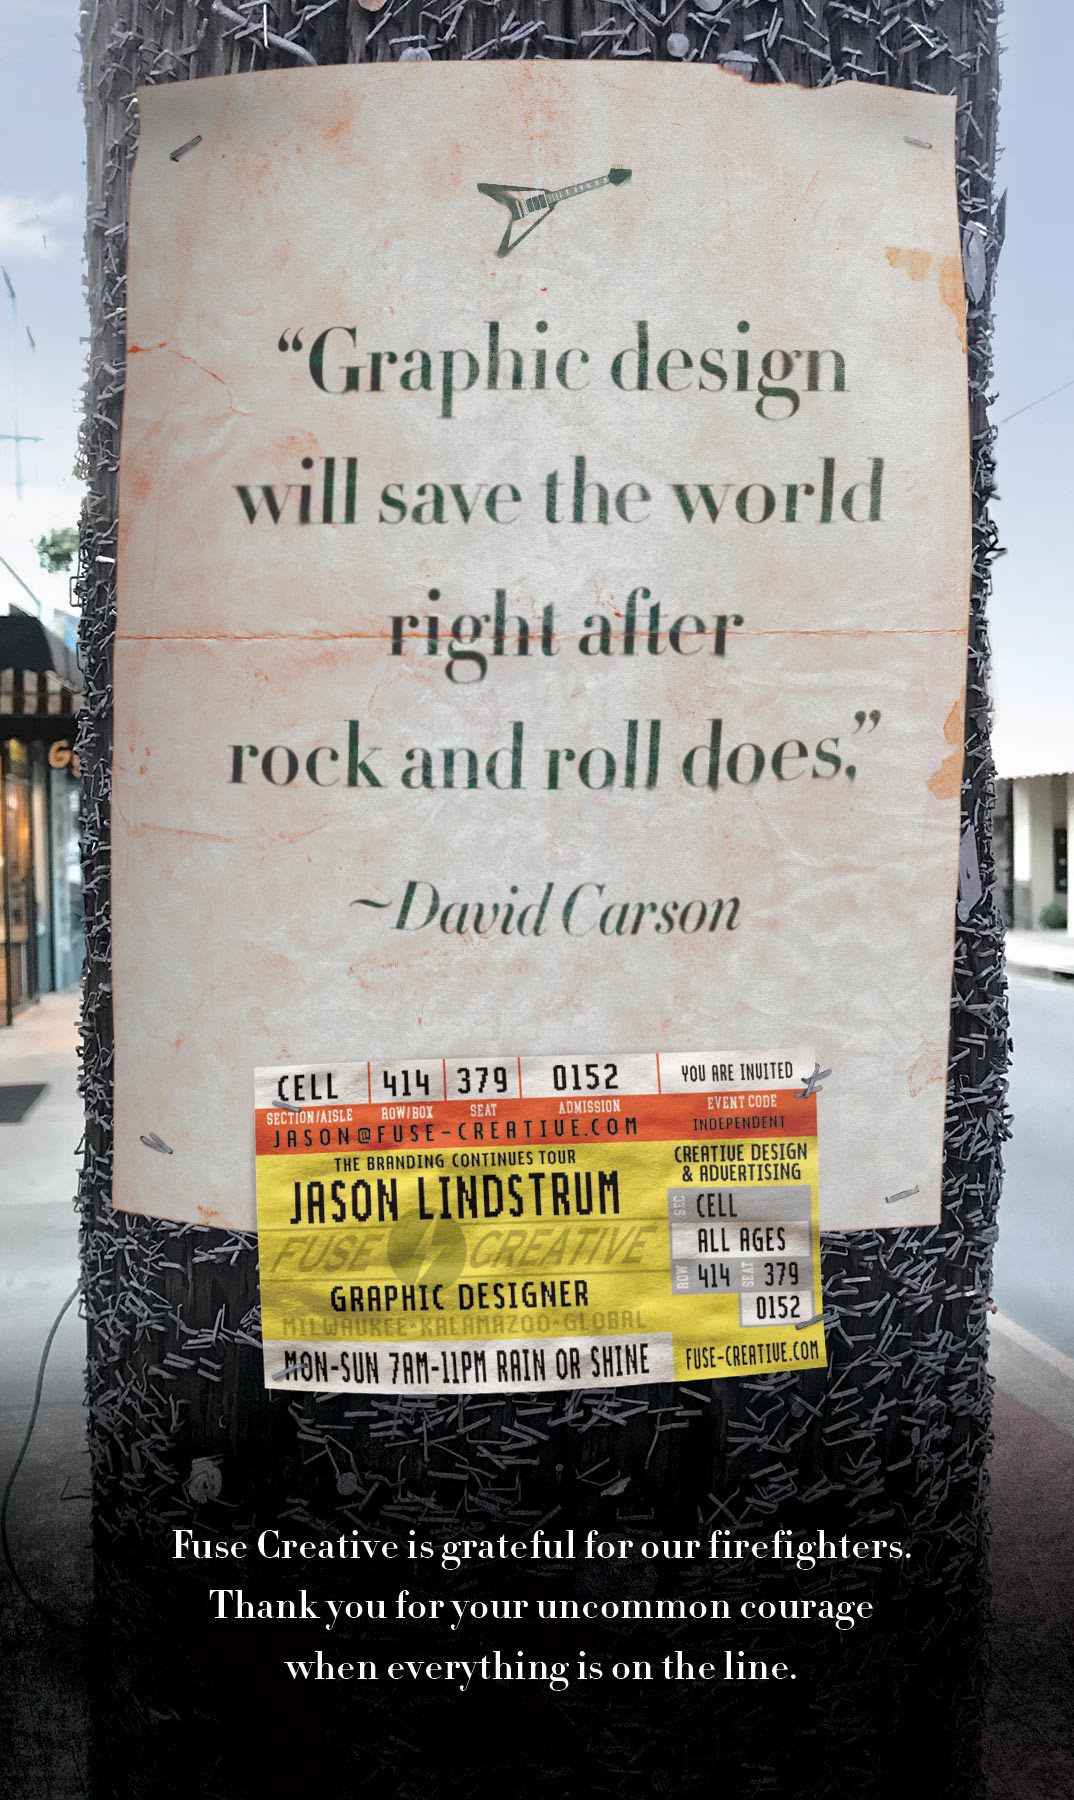 “Graphic design
will save the world
right after
rock and roll does.”
~David Carson
CELL 414 379 0152 YOU ARE INVITED
SECTION/AISLE ROW/BOX SEAT ADMISSION EVENT CODE
JASON@FUSE-CREATIVE.COM INDEPENDENT
THE BRANDING CONTINUES TOUR
JASON LINDSTRUM
FUSE CREATIVE
GRAPHIC DESIGNER
MILWAUKEE*KALAMAZOO*GLOBAL
MON-SUN 7AM-11PM RAIN OR SHINE
CREATIVE DESIGN
& ADVERTISING
SEC CELL
ALL AGES
ROW 414 SEAT 379
0152
FUSE-CREATIVE.COM
Fuse Creative is grateful for our firefighters.
Thank you for your uncommon courage
when everything is on the line.